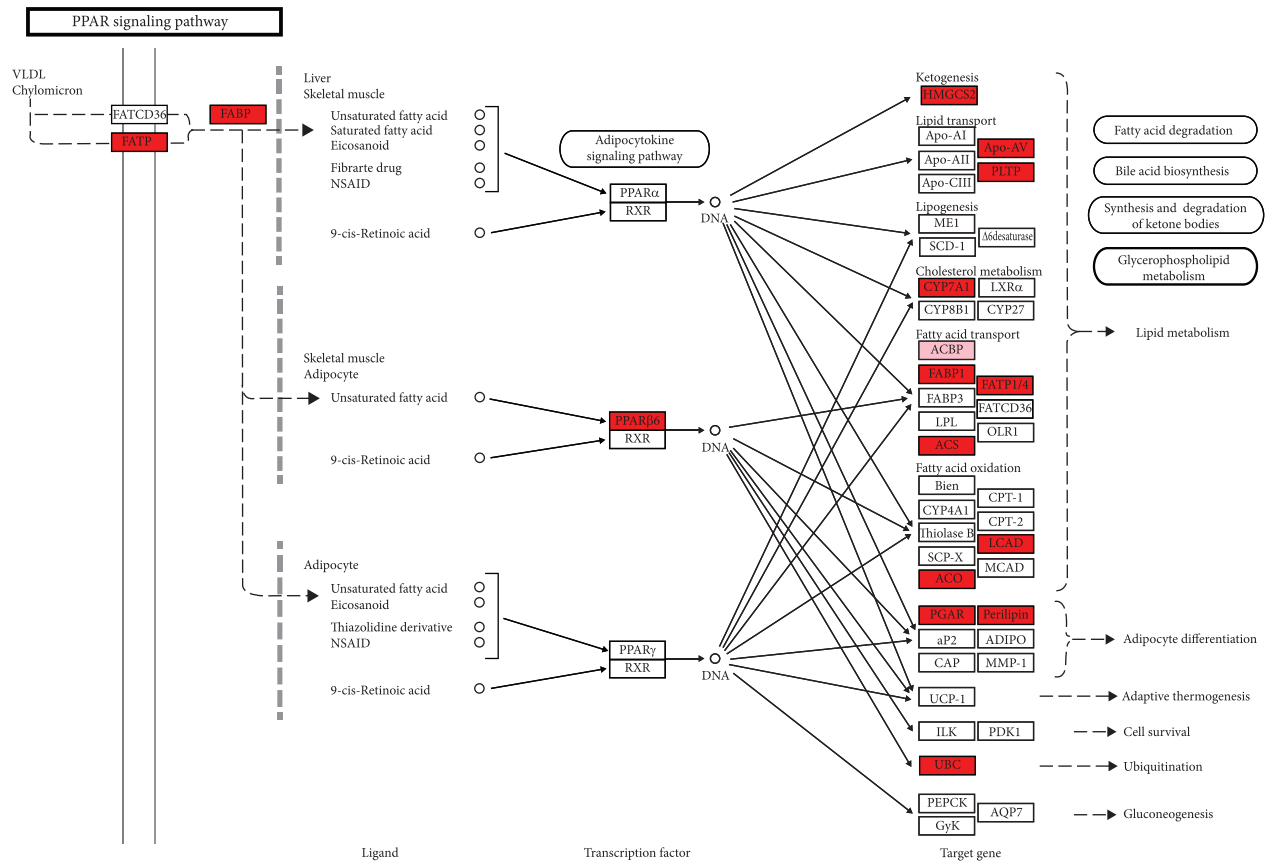 PPAR signaling pathway
VLDL
Chylomicron
FATCD36
FATP
FABP
Liver
Skeletal muscle
Unsaturated fatty acid
Saturated fatty acid
Eicosanoid
Fibrarte drug
NSAID
9-cis-Retinoic acid
Skeletal muscle
Adipocyte
Unsaturated fatty acid
9-cis-Retinoic acid
Adipocyte
Unsaturated fatty acid
Eicosanoid
Thiazolidine derivative
NSAID
9-cis-Retinoic acid
Ligand
Adipocytokine
signaling pathway
PPARα
RXR
DNA
PPARβ6
RXR
DNA
PPARγ
RXR
DNA
Transcription factor
Ketogenesis
HMGCS2
Lipid transport
Apo-AI
Apo-AII
Apo-CIII
Apo-AV
PLTP
Lipogenesis
ME1
SCD-1
Δ6desaturase
Cholesterol metabolism
CYP7A1
LXRα
CYP8B1
CYP27
Fatty acid transport
ACBP
FABP1
FABP3
LPL
ACS
FATP1/4
FATCD36
OLR1
Fatty acid oxidation
Bien
CYP4A1
Thiolase B
SCP-X
ACO
CPT-1
CPT-2
LCAD
MCAD
PGAR
Perilipin
aP2
ADIPO
CAP
MMP-1
UCP-1
ILK
PDK1
UBC
PEPCK
GyK
AQP7
Target gene
Fatty acid degradation
Bile acid biosynthesis
Synthesis and degradation
of ketone bodies
Glycerophospholipid
metabolism
Lipid metabolism
Adipocyte differentiation
Adaptive thermogenesis
Cell survival
Ubiquitination
Gluconeogenesis